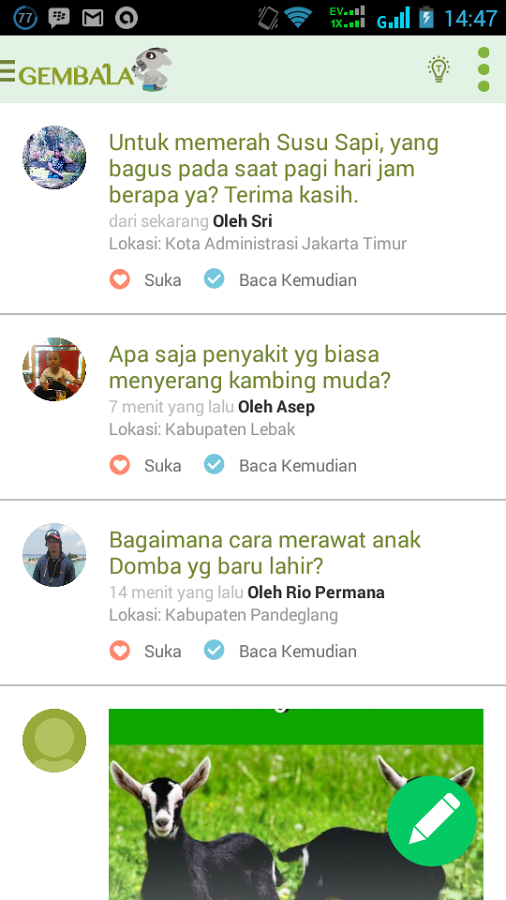 77
EV
1X
G
14:47
GEMBALA
Untuk memerah Susu Sapi, yang
bagus pada saat pagi hari jam
berapa ya? Terima kasih.
dari sekarang Oleh Sri
Lokasi: Kota Administrasi Jakarta Timur
Suka
Baca Kemudian
Apa saja penyakit yg biasa
menyerang kambing muda?
7 menit yang lalu Oleh Asep
Lokasi: Kabupaten Lebak
Suka
Baca Kemudian
Bagaimana cara merawat anak
Domba yg baru lahir?
14 menit yang lalu Oleh Rio Permana
Lokasi: Kabupaten Pandeglang
Suka
Baca Kemudian